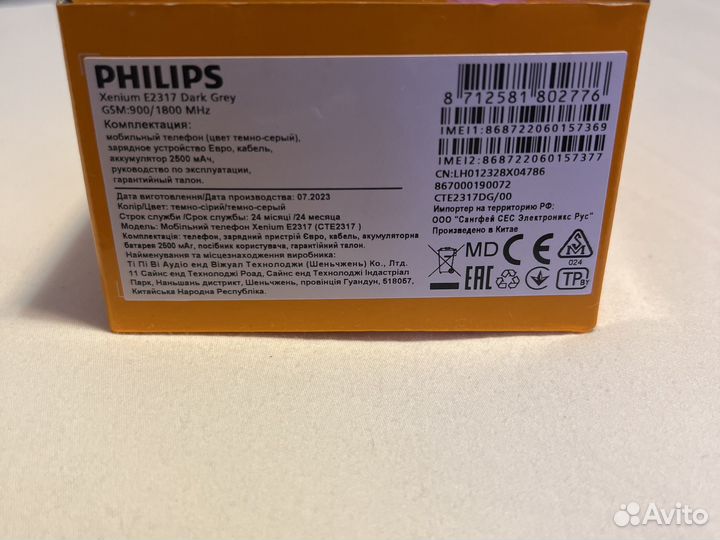 PHILIPS
Xenium E2317 Dark Grey
GSM:900/1800 MHz
Комплектация:
мобильный телефон (цвет темно-серый),
зарядное устройство Евро, кабель,
аккумулятор 2500 мАч,
руководство по эксплуатации,
гарантийный талон.
Дата виготовлення/Дата производства: 07.2023
Колір/Цвет: темно-сірий/темно-серый
Строк служби /Срок службы: 24 місяці /24 месяца
Модель: Мобільний телефон Xenium E2317 (CTE2317 )
Комплектація: телефон, зарядний пристрій Євро, кабель, акумуляторна
батарея 2500 мАг, посібник користувача, гарантійний талон.
Найменування та місцезнаходження виробника:
Ті Пі Ві Аудіо енд Віжуал Технолоджи (Шеньчжень) Ко., Лтд.
11 Сайнс енд Технолоджі Роад, Сайнс енд Технолоджі Індастріал
Парк, Наньшань дистрикт, Шеньчжень, провінція Гуандун, 518057,
Китайська Народна Республіка.
8 712581 802776
IMEI1:868722060157369
IMEI2:868722060157377
CN:LH012328X04786
867000190072
CTE2317DG/00
Импортер на территорию РФ:
ООО "Сангфей СЕС Электроникс Рус"
Произведено в Китае
MD CE
024
EAC
TP BY
Avito